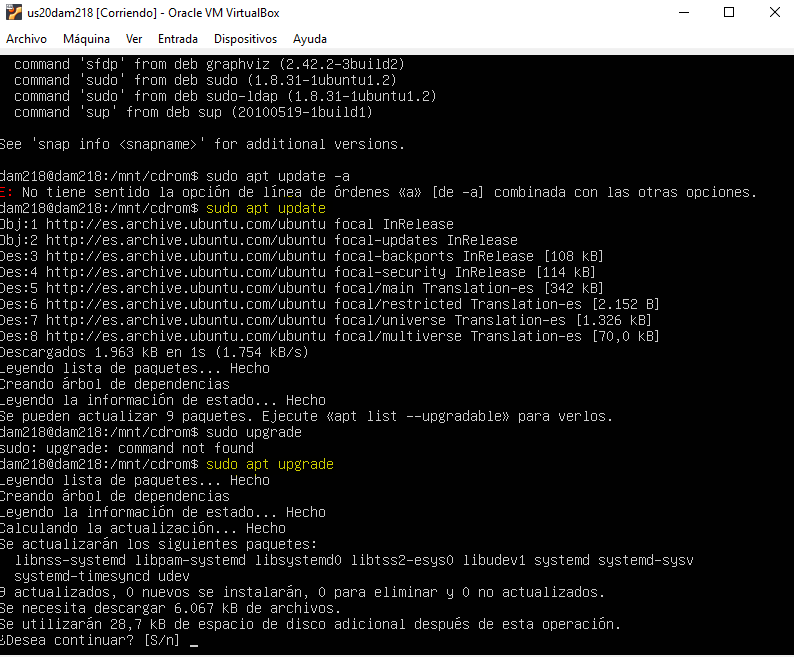 us20dam218 [Corriendo] - Oracle VM VirtualBox
Archivo Máquina Ver Entrada Dispositivos Ayuda
command 'sfdp' from deb graphviz (2.42.2-3build2)
command 'sudo' from deb sudo (1.8.31-1ubuntu1.2)
command 'sudo' from deb sudo-ldap (1.8.31-1ubuntu1.2)
command 'sup' from deb sup (20100519-1build1)
See 'snap info <snapname>' for additional versions.
dam218@dam218:/mnt/cdrom$ sudo apt update -a
E: No tiene sentido la opción de línea de órdenes «a» [de -a] combinada con las otras opciones.
dam218@dam218:/mnt/cdrom$ sudo apt update
Obj:1 http://es.archive.ubuntu.com/ubuntu focal InRelease
Obj:2 http://es.archive.ubuntu.com/ubuntu focal-updates InRelease
Des:3 http://es.archive.ubuntu.com/ubuntu focal-backports InRelease [108 kB]
Des:4 http://es.archive.ubuntu.com/ubuntu focal-security InRelease [114 kB]
Des:5 http://es.archive.ubuntu.com/ubuntu focal/main Translation-es [342 kB]
Des:6 http://es.archive.ubuntu.com/ubuntu focal/restricted Translation-es [2.152 B]
Des:7 http://es.archive.ubuntu.com/ubuntu focal/universe Translation-es [1.326 kB]
Des:8 http://es.archive.ubuntu.com/ubuntu focal/multiverse Translation-es [70,0 kB]
Descargados 1.963 kB en 1s (1.754 kB/s)
Leyendo lista de paquetes... Hecho
Creando árbol de dependencias
Leyendo la información de estado... Hecho
Se pueden actualizar 9 paquetes. Ejecute «apt list --upgradable» para verlos.
dam218@dam218:/mnt/cdrom$ sudo upgrade
sudo: upgrade: command not found
dam218@dam218:/mnt/cdrom$ sudo apt upgrade
Leyendo lista de paquetes... Hecho
Creando árbol de dependencias
Leyendo la información de estado... Hecho
Calculando la actualización... Hecho
Se actualizarán los siguientes paquetes:
libnss-systemd libpam-systemd libsystemd0 libtss2-esys0 libudev1 systemd systemd-sysv
systemd-timesyncd udev
9 actualizados, 0 nuevos se instalarán, 0 para eliminar y 0 no actualizados.
Se necesita descargar 6.067 kB de archivos.
Se utilizarán 28,7 kB de espacio de disco adicional después de esta operación.
¿Desea continuar? [S/n] _